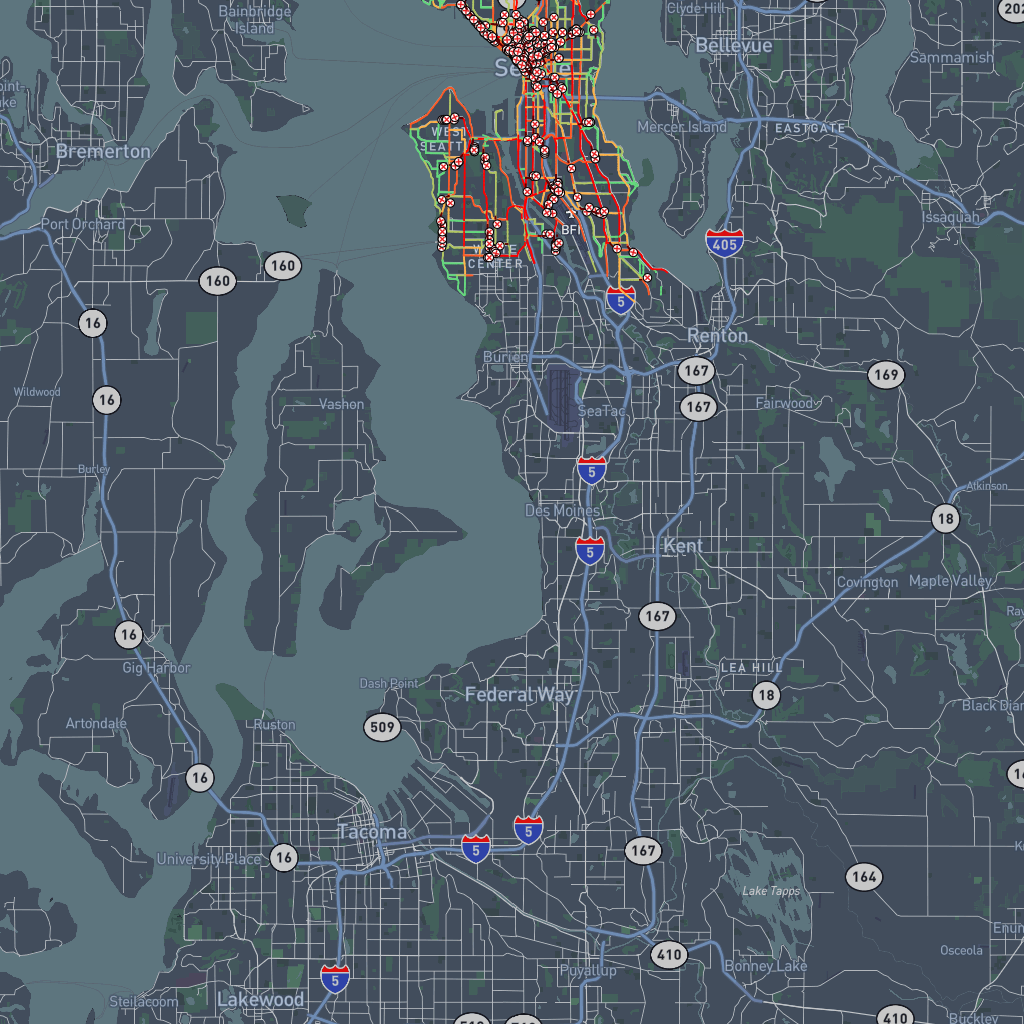 Bainbridge
Island
Clyde Hill
202
Bellevue
Sammamish
Se
Mercer Island
EASTGATE
Bremerton
WEST
SEATT
Port Orchard
Issaquah
BFI
405
WHITE
CENTER
160
160
5
16
Renton
Burien
167
169
Wildwood
16
Vashon
SeaTac
167
Fairwood
Burley
5
Atkinson
Des Moines
18
5
Kent
Covington
Maple Valley
167
16
Gig Harbor
LEA HILL
Dash Point
Federal Way
18
Artondale
Ruston
509
Black Dia
16
Tacoma
5
5
University Place
16
167
164
Lake Tapps
Osceola
410
Puyallup
Bonney Lake
5
Steilacoom
Lakewood
410
Buckley